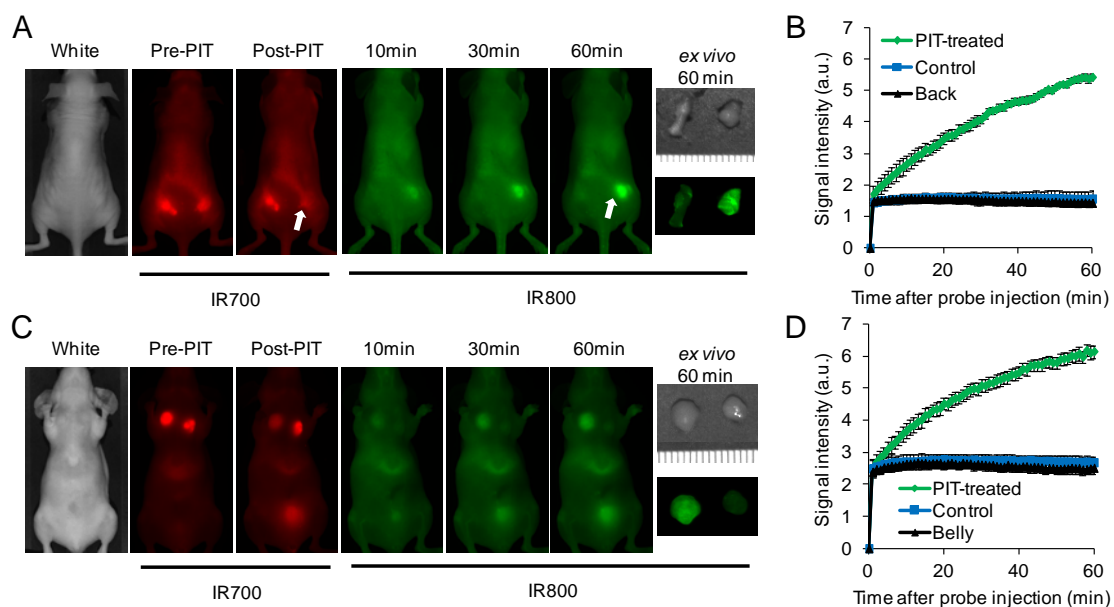 A
White
Pre-PIT
Post-PIT
10min
30min
60min
ex vivo
60 min
IR700
IR800
B
Signal intensity (a.u.)
7
6
5
4
3
2
1
0
PIT-treated
Control
Back
0
20
40
60
Time after probe injection (min)
C
White
Pre-PIT
Post-PIT
10min
30min
60min
ex vivo
60 min
IR700
IR800
D
Signal intensity (a.u.)
7
6
5
4
3
2
1
0
PIT-treated
Control
Belly
0
20
40
60
Time after probe injection (min)